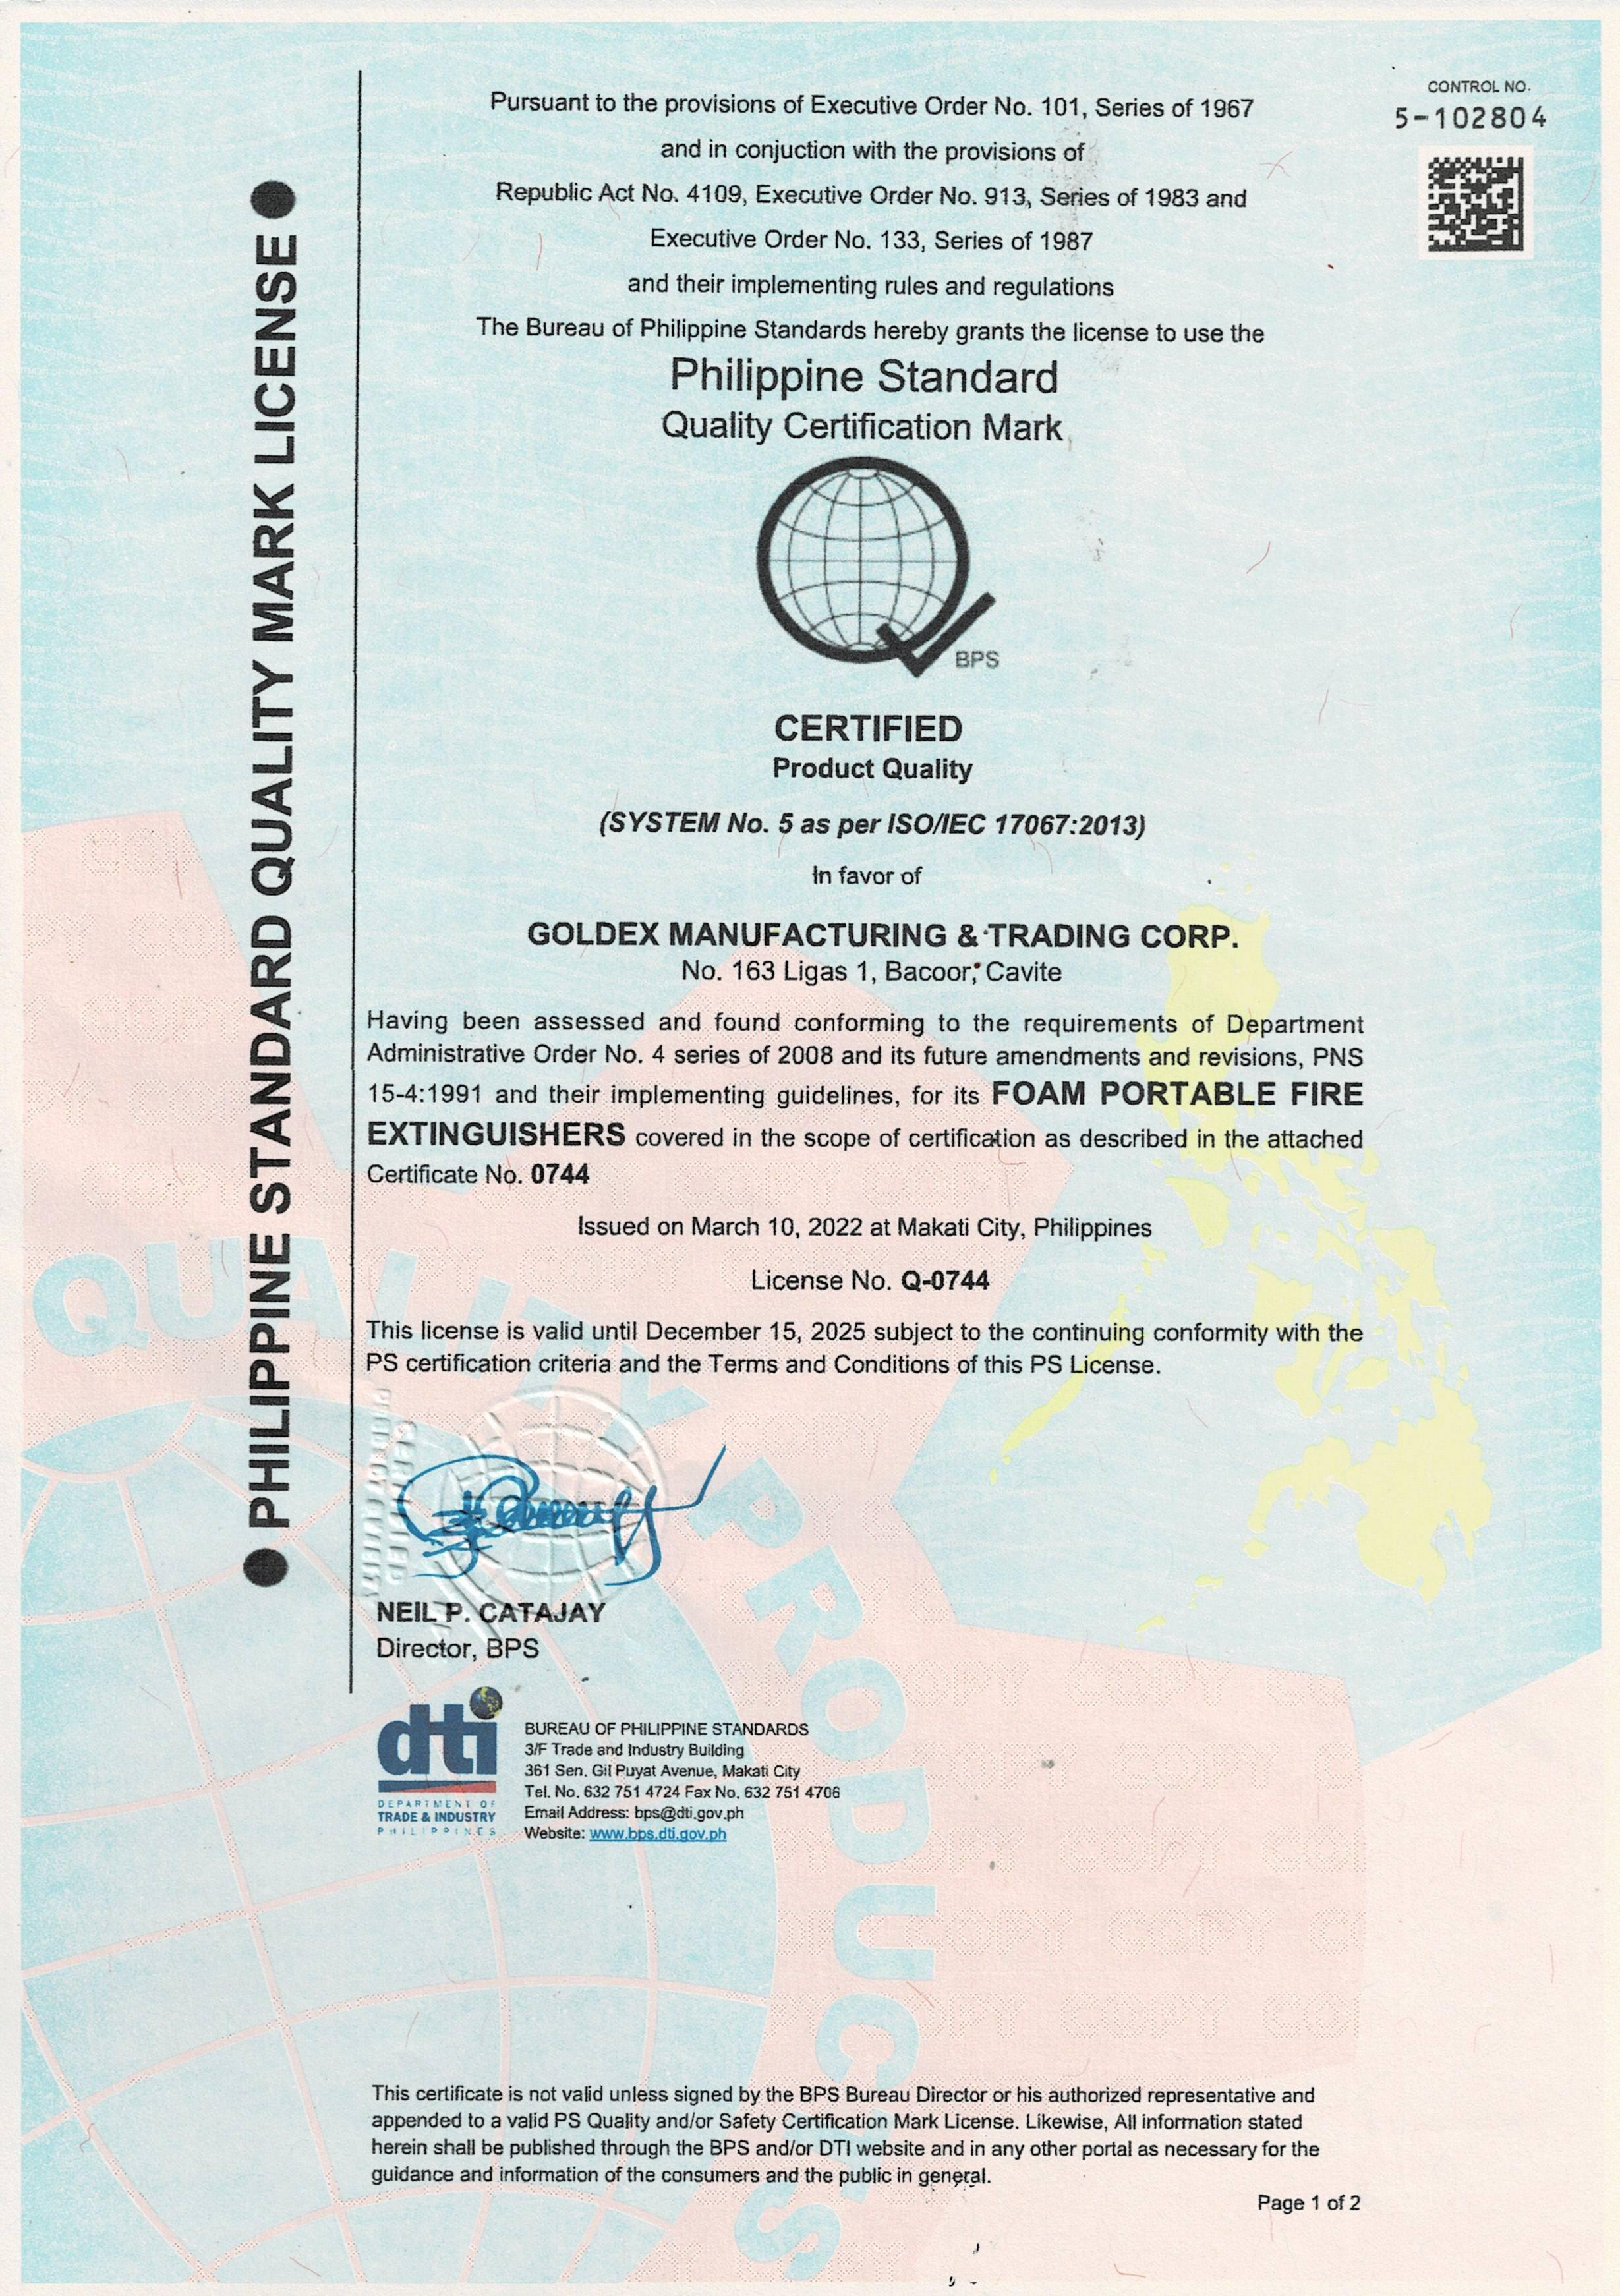 CONTROL NO.
5-102804
● PHILIPPINE STANDARD QUALITY MARK LICENSE ●
Pursuant to the provisions of Executive Order No. 101, Series of 1967
and in conjuction with the provisions of
Republic Act No. 4109, Executive Order No. 913, Series of 1983 and
Executive Order No. 133, Series of 1987
and their implementing rules and regulations
The Bureau of Philippine Standards hereby grants the license to use the
Philippine Standard
Quality Certification Mark
BPS
CERTIFIED
Product Quality
(SYSTEM No. 5 as per ISO/IEC 17067:2013)
In favor of
GOLDEX MANUFACTURING & TRADING CORP.
No. 163 Ligas 1, Bacoor, Cavite
Having been assessed and found conforming to the requirements of Department
Administrative Order No. 4 series of 2008 and its future amendments and revisions, PNS
15-4:1991 and their implementing guidelines, for its FOAM PORTABLE FIRE
EXTINGUISHERS covered in the scope of certification as described in the attached
Certificate No. 0744
Issued on March 10, 2022 at Makati City, Philippines
License No. Q-0744
This license is valid until December 15, 2025 subject to the continuing conformity with the
PS certification criteria and the Terms and Conditions of this PS License.
NEIL P. CATAJAY
Director, BPS
dti
DEPARTMENT OF
TRADE & INDUSTRY
PHILIPPINES
BUREAU OF PHILIPPINE STANDARDS
3/F Trade and Industry Building
361 Sen. Gil Puyat Avenue, Makati City
Tel. No. 632 751 4724 Fax No. 632 751 4706
Email Address: bps@dti.gov.ph
Website: www.bps.dti.gov.ph
QUALITY PRODUCTS
COPY COPY
COPY COPY
This certificate is not valid unless signed by the BPS Bureau Director or his authorized representative and
appended to a valid PS Quality and/or Safety Certification Mark License. Likewise, All information stated
herein shall be published through the BPS and/or DTI website and in any other portal as necessary for the
guidance and information of the consumers and the public in general.
Page 1 of 2